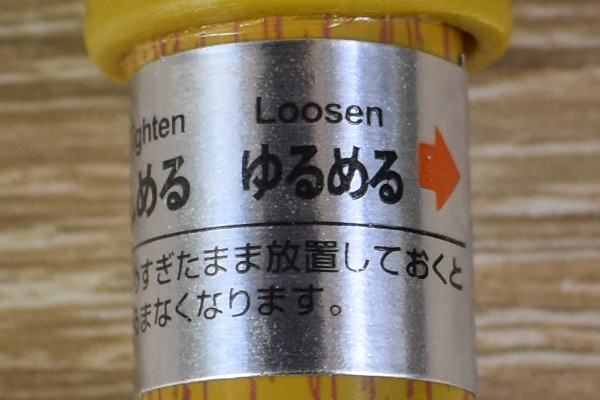 ghten Loosen
める ゆるめる
すぎたまま放置しておくと
まなくなります。